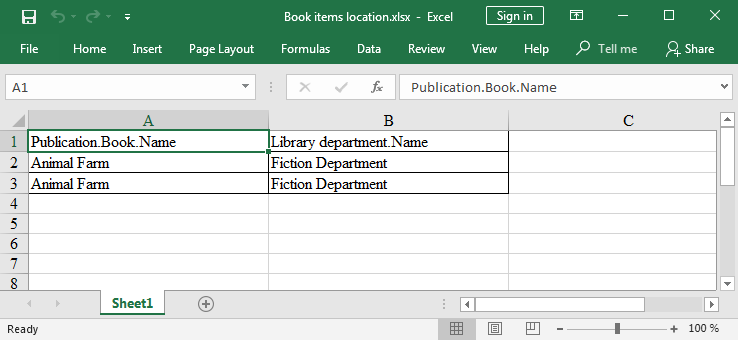 Book items location.xlsx - Excel
Sign in
File Home Insert Page Layout Formulas Data Review View Help Tell me Share
A1 fx Publication.Book.Name
A B C
1 Publication.Book.Name Library department.Name
2 Animal Farm Fiction Department
3 Animal Farm Fiction Department
4
5
6
7
8
Sheet1
Ready 100 %